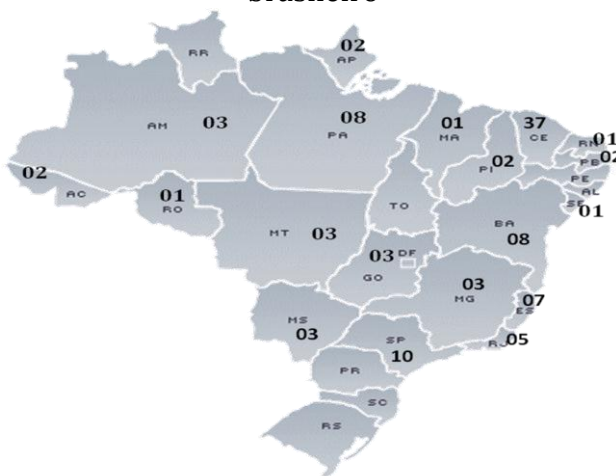 brasileiro
RR
02
AP
AM
03
08
PA
01
MA
37
CE
01
RN
02
PB
02
PI
PE
AL
SE
01
02
AC
01
RO
TO
BA
08
MT
03
03
DF
GO
03
MG
07
ES
MS
03
SP
10
RJ
05
PR
SC
RS